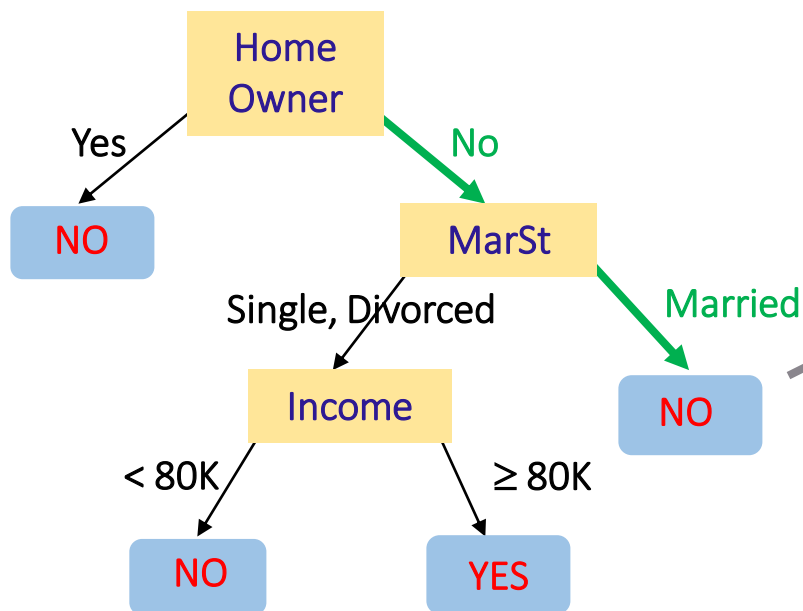 Home
Owner
Yes
No
NO
MarSt
Single, Divorced
Married
Income
NO
< 80K
≥ 80K
NO
YES